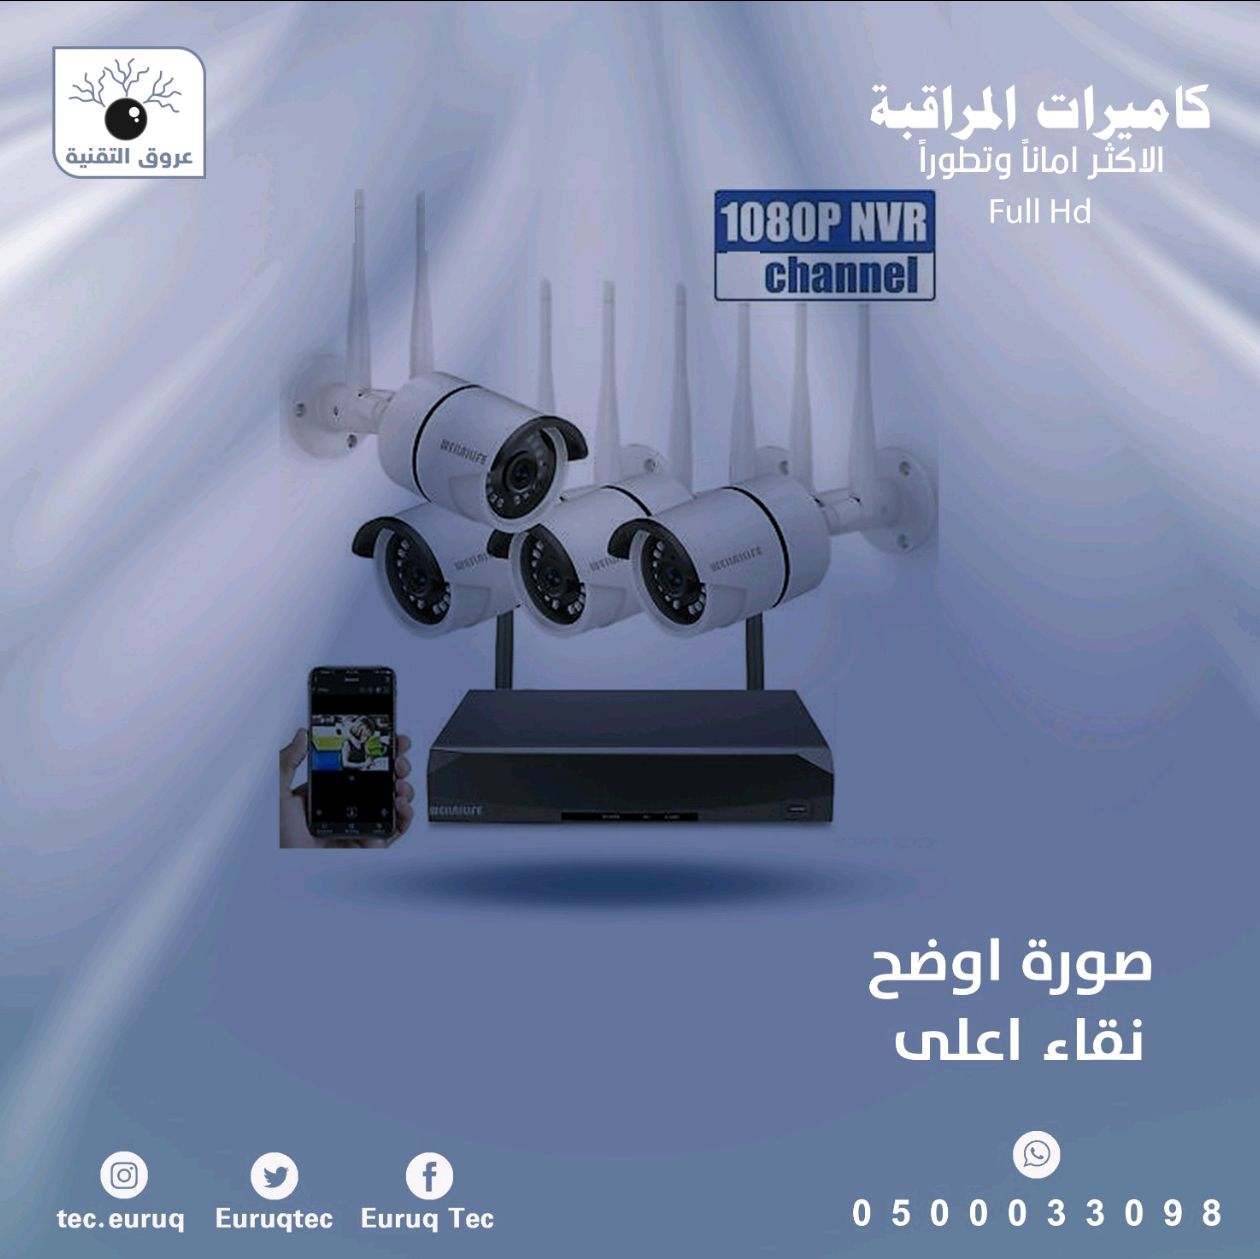 عروق التقنية
كاميرات المراقبة
الاكثر اماناً وتطوراً
Full Hd
1080P NVR
channel
صورة اوضح
نقاء اعلى
tec.euruq
Euruqtec
Euruq Tec
0500033098